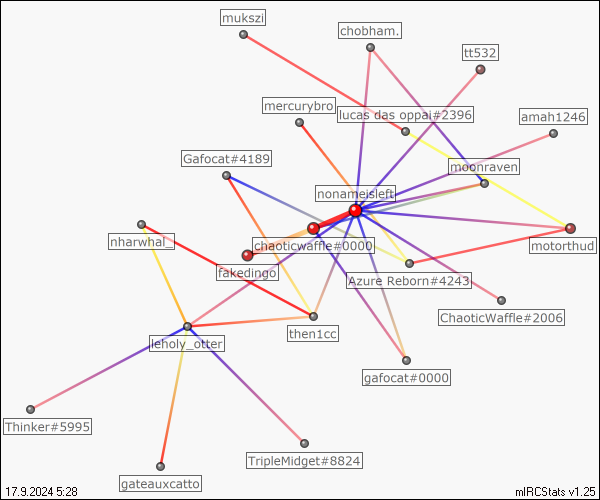 mukszi
chobham.
tt532
mercurybro
lucas das oppai#2396
amah1246
Gafocat#4189
moonraven
nonameisleft
nharwhal_
chaoticwaffle#0000
motorthud
fakedingo
Azure Reborn#4243
ChaoticWaffle#2006
then1cc
leholy_otter
gafocat#0000
Thinker#5995
TripleMidget#8824
gateauxcatto
17.9.2024 5:28
mIRCStats v1.25